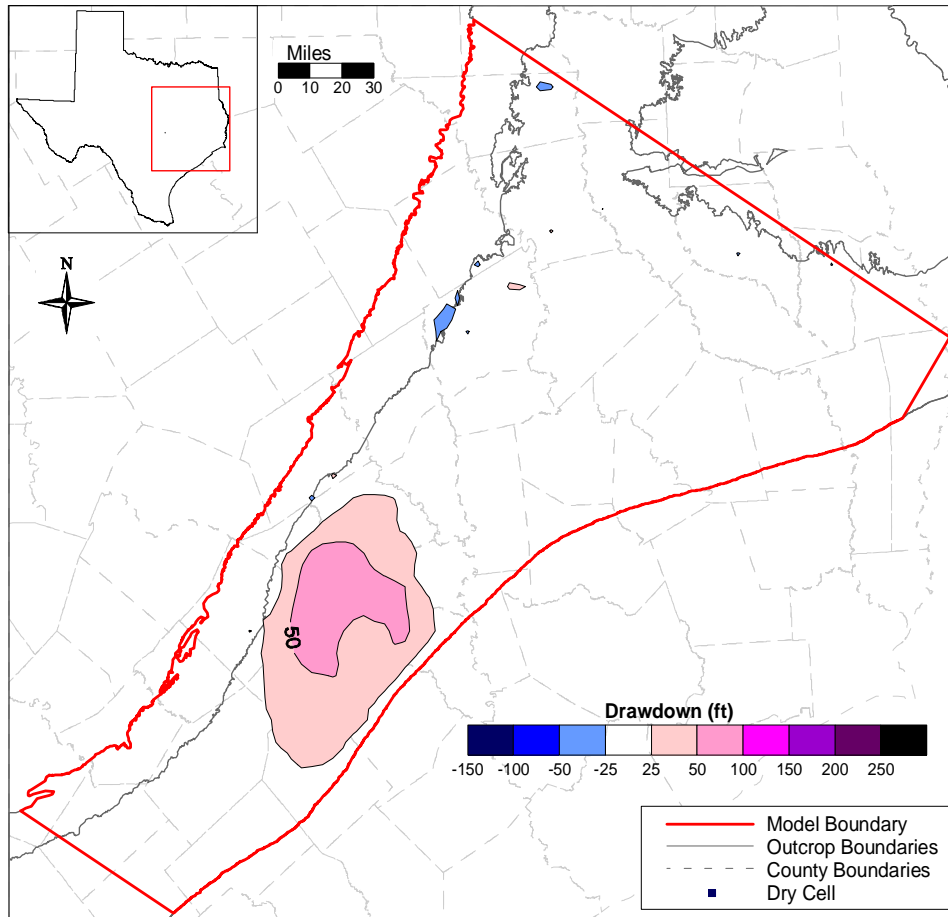 Miles
0 10 20 30
N
50
Drawdown (ft)
-150 -100 -50 -25 25 50 100 150 200 250
Model Boundary
Outcrop Boundaries
County Boundaries
Dry Cell